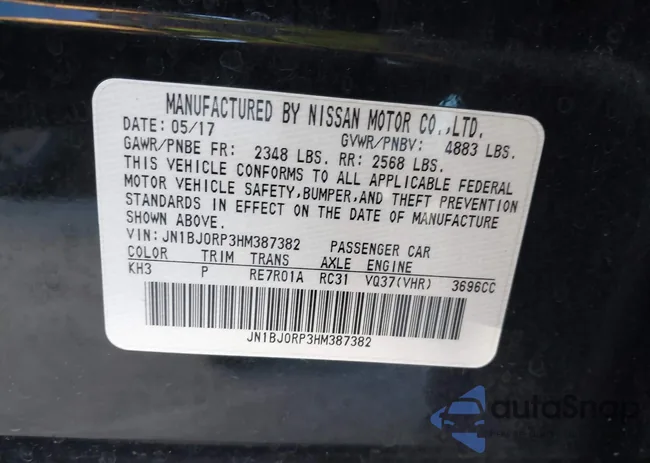 MANUFACTURED BY NISSAN MOTOR CO.,LTD.
DATE: 05/17 GVWR/PNBV: 4883 LBS.
GAWR/PNBE FR: 2348 LBS. RR: 2568 LBS.
THIS VEHICLE CONFORMS TO ALL APPLICABLE FEDERAL
MOTOR VEHICLE SAFETY,BUMPER,AND THEFT PREVENTION
STANDARDS IN EFFECT ON THE DATE OF MANUFACTURE
SHOWN ABOVE.
VIN: JN1BJ0RP3HM387382 PASSENGER CAR
COLOR TRIM TRANS AXLE ENGINE
KH3 P RE7R01A RC31 VQ37(VHR) 3696CC
JN1BJ0RP3HM387382
autoSnap